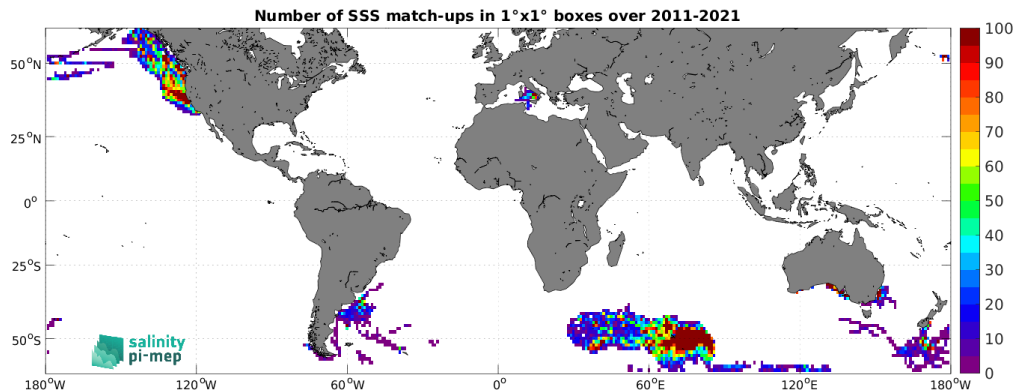 Number of SSS match-ups in 1°x1° boxes over 2011-2021
50°N
25°N
0°
25°S
50°S
180°W
120°W
60°W
0°
60°E
120°E
180°W
100
90
80
70
60
50
40
30
20
10
0
salinity
pi-mep